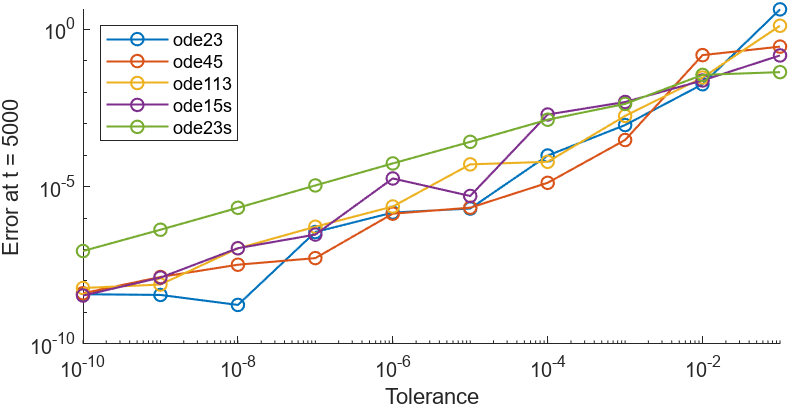 10^0
10^-5
10^-10
Error at t = 5000
ode23
ode45
ode113
ode15s
ode23s
10^-10
10^-8
10^-6
10^-4
10^-2
Tolerance